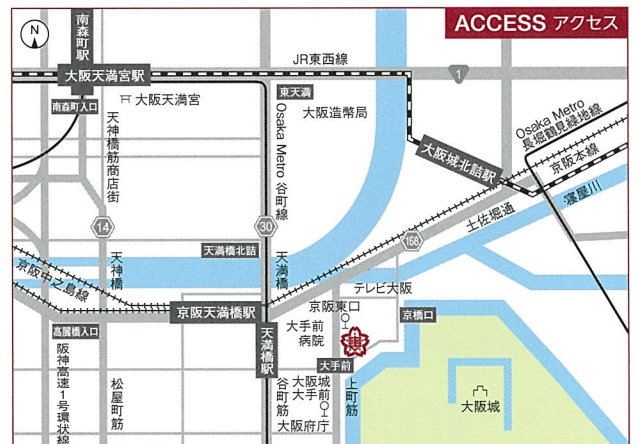 ACCESS アクセス
N
南森町駅
大阪天満宮駅
JR東西線
1
南森町入口
大阪天満宮
東天満
大阪造幣局
Osaka Metro
長堀鶴見緑地線
天神橋筋商店街
Osaka Metro 谷町線
大阪城北詰駅
京阪本線
寝屋川
14
30
168
土佐堀通
天満橋北詰
天神橋
天満橋
京阪中之島線
テレビ大阪
京阪天満橋駅
京阪東口
京橋口
高麗橋入口
天満橋駅
大手前
病院
大手前
阪神高速1号環状線
松屋町筋
谷町筋
大阪城
大手前
大阪府庁
上町筋
大阪城